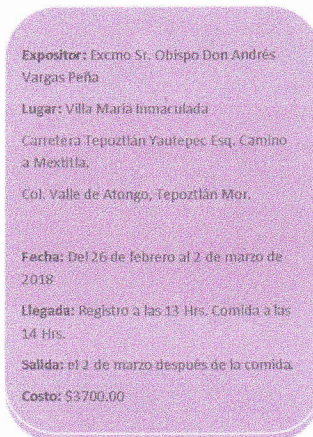 Expositor: Excmo Sr. Obispo Don Andrés
Vargas Peña
Lugar: Villa María Inmaculada
Carretera Tepoztlán Yautepec Esq. Camino
a Mextitla.
Col. Valle de Atongo, Tepoztlán Mor.
Fecha: Del 26 de febrero al 2 de marzo de
2018
Llegada: Registro a las 13 Hrs. Comida a las
14 Hrs.
Salida: el 2 de marzo después de la comida.
Costo: $3700.00